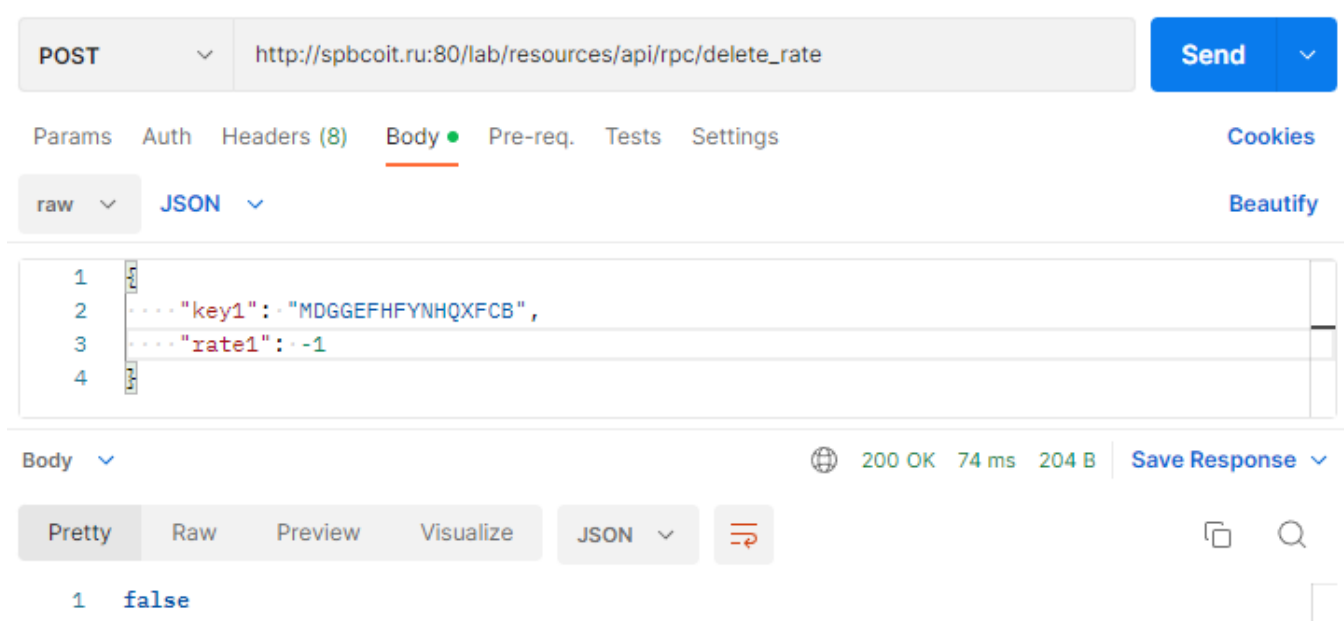 POST http://spbcoit.ru:80/lab/resources/api/rpc/delete_rate Send
Params Auth Headers (8) Body Pre-req. Tests Settings Cookies
raw JSON Beautify
1 {
2 "key1": "MDGGEFHFYNHQXFCB",
3 "rate1": -1
4 }
Body 200 OK 74 ms 204 B Save Response
Pretty Raw Preview Visualize JSON
1 false